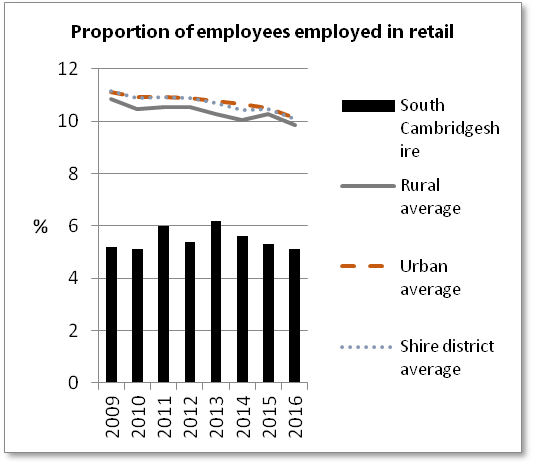 Proportion of employees employed in retail
12
10
8
6
4
2
0
%
2009
2010
2011
2012
2013
2014
2015
2016
South
Cambridgesh
ire
Rural
average
Urban
average
Shire district
average